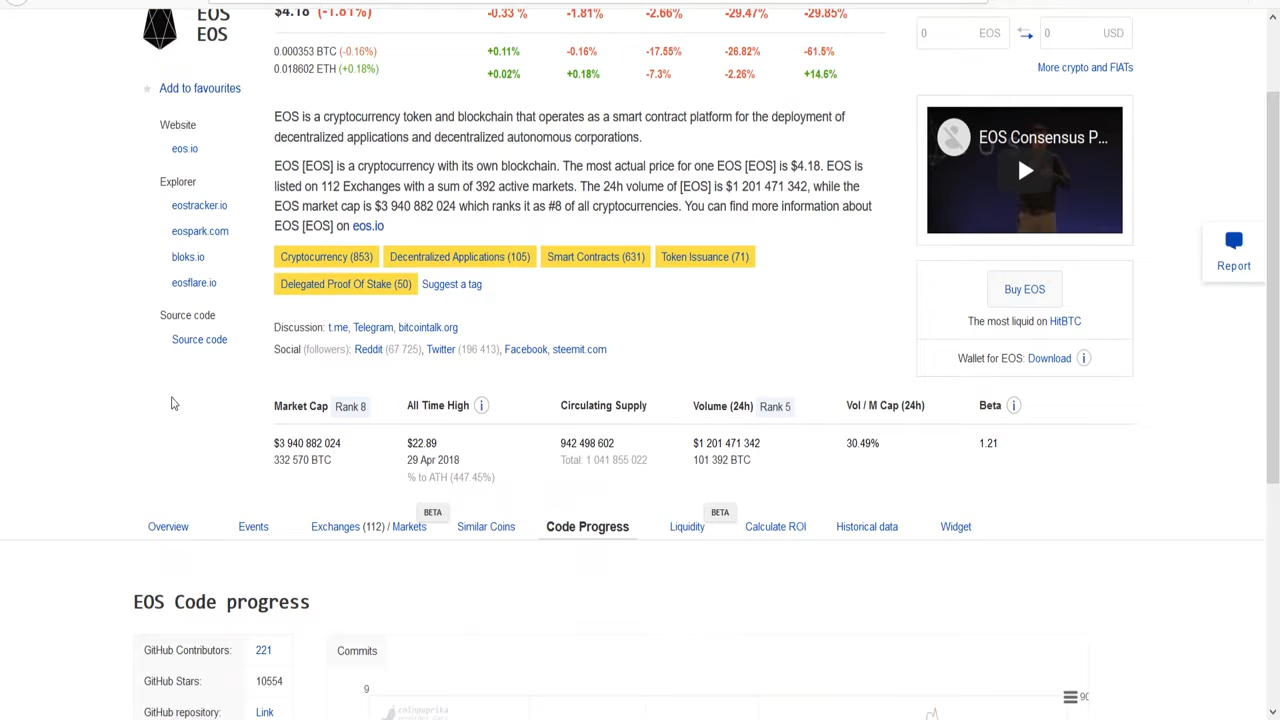 EOS
EOS
$4.18 (-1.81%)
-0.33 % -1.81% -2.66% -29.47% -29.85%
0.000353 BTC (-0.16%) +0.11% -0.16% -17.55% -26.82% -61.5%
0.018602 ETH (+0.18%) +0.02% +0.18% -7.3% -2.26% +14.6%
0 EOS 0 USD
More crypto and FIATs
Add to favourites
Website
eos.io
Explorer
eostracker.io
eospark.com
bloks.io
eosflare.io
Source code
Source code
EOS is a cryptocurrency token and blockchain that operates as a smart contract platform for the deployment of
decentralized applications and decentralized autonomous corporations.
EOS [EOS] is a cryptocurrency with its own blockchain. The most actual price for one EOS [EOS] is $4.18. EOS is
listed on 112 Exchanges with a sum of 392 active markets. The 24h volume of [EOS] is $1 201 471 342, while the
EOS market cap is $3 940 882 024 which ranks it as #8 of all cryptocurrencies. You can find more information about
EOS [EOS] on eos.io
Cryptocurrency (853) Decentralized Applications (105) Smart Contracts (631) Token Issuance (71)
Delegated Proof Of Stake (50) Suggest a tag
Discussion: t.me, Telegram, bitcointalk.org
Social (followers): Reddit (67 725), Twitter (196 413), Facebook, steemit.com
EOS Consensus P...
Report
Buy EOS
The most liquid on HitBTC
Wallet for EOS: Download i
Market Cap Rank 8 All Time High i Circulating Supply Volume (24h) Rank 5 Vol / M Cap (24h) Beta i
$3 940 882 024 $22.89 942 498 602 $1 201 471 342 30.49% 1.21
332 570 BTC 29 Apr 2018 Total: 1 041 855 022 101 392 BTC
% to ATH (447.45%)
BETA BETA
Overview Events Exchanges (112) / Markets Similar Coins Code Progress Liquidity Calculate ROI Historical data Widget
EOS Code progress
GitHub Contributors: 221
GitHub Stars: 10554
GitHub repository: Link
Commits
9
90
coinpaprika
provides data